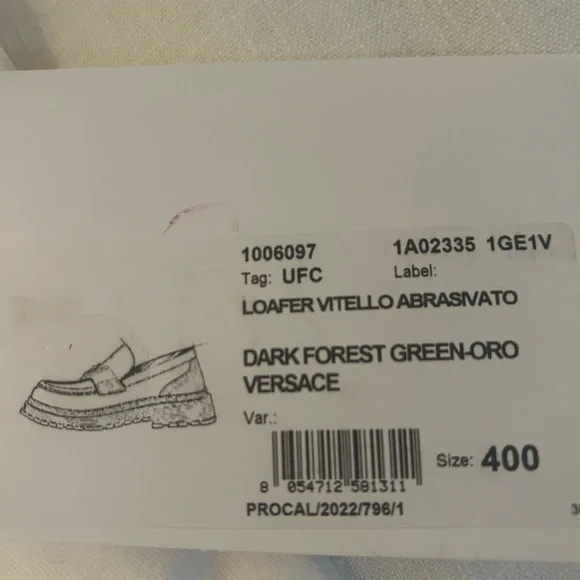 1006097 1A02335 1GE1V
Tag: UFC Label:
LOAFER VITELLO ABRASIVATO
DARK FOREST GREEN-ORO
VERSACE
Var.:
Size: 400
8 054712 581311
PROCAL/2022/796/1